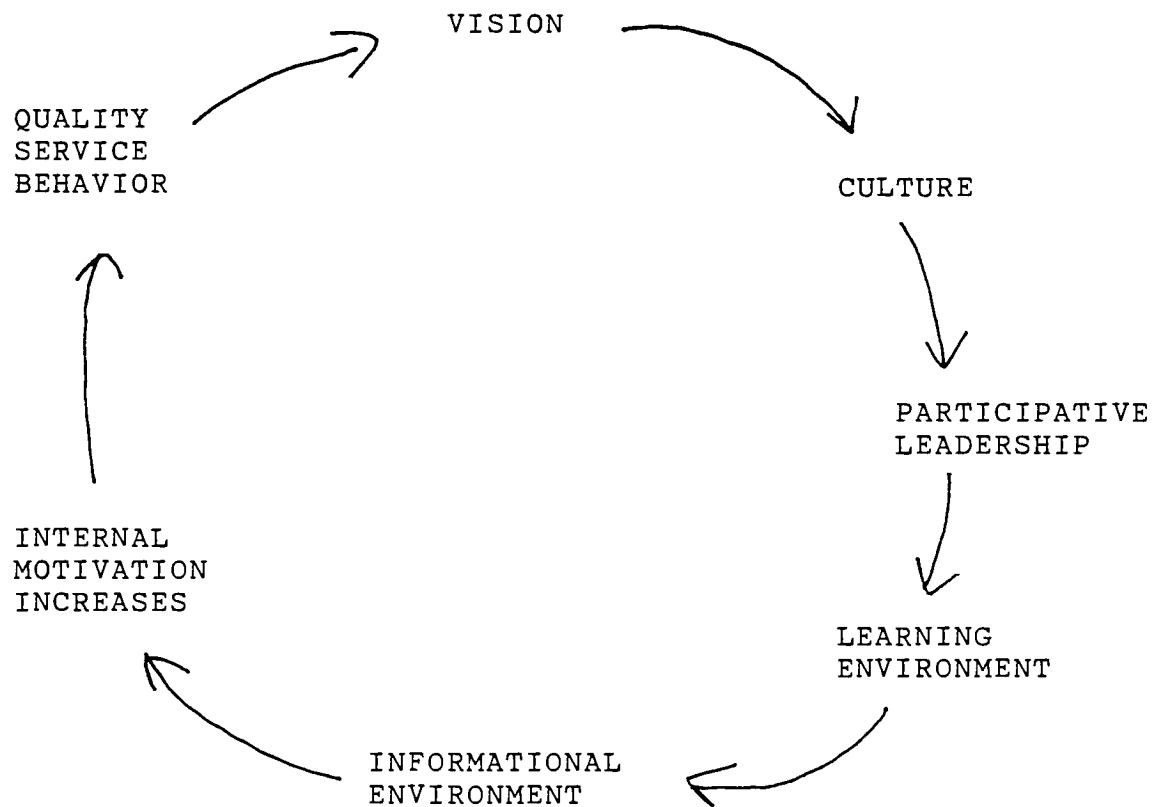 VISION
CULTURE
PARTICIPATIVE
LEADERSHIP
LEARNING
ENVIRONMENT
INFORMATIONAL
ENVIRONMENT
INTERNAL
MOTIVATION
INCREASES
QUALITY
SERVICE
BEHAVIOR